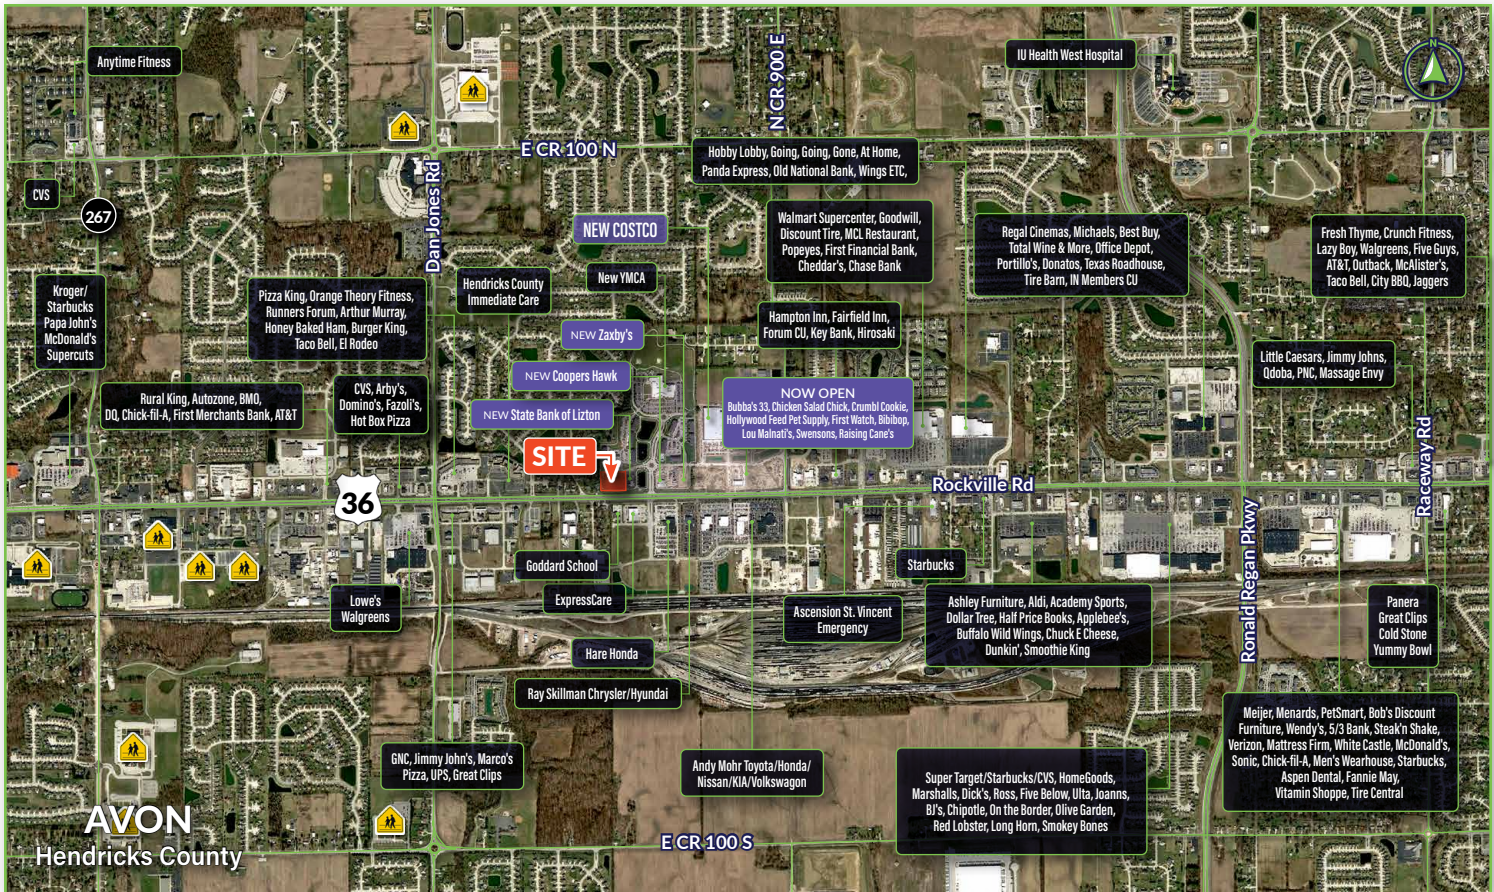 Anytime Fitness
IU Health West Hospital
N
N CR 900 E
E CR 100 N
Hobby Lobby, Going, Going, Gone, At Home,
Panda Express, Old National Bank, Wings ETC,
Dan Jones Rd
CVS
267
NEW COSTCO
Walmart Supercenter, Goodwill,
Discount Tire, MCL Restaurant,
Popeyes, First Financial Bank,
Cheddar's, Chase Bank
Regal Cinemas, Michaels, Best Buy,
Total Wine & More, Office Depot,
Portillo's, Donatos, Texas Roadhouse,
Tire Barn, IN Members CU
Fresh Thyme, Crunch Fitness,
Lazy Boy, Walgreens, Five Guys,
AT&T, Outback, McAlister's,
Taco Bell, City BBQ, Jaggers
Kroger/
Starbucks
Papa John's
McDonald's
Supercuts
Pizza King, Orange Theory Fitness,
Runners Forum, Arthur Murray,
Honey Baked Ham, Burger King,
Taco Bell, El Rodeo
Hendricks County
Immediate Care
New YMCA
NEW Zaxby's
Hampton Inn, Fairfield Inn,
Forum CU, Key Bank, Hirosaki
Little Caesars, Jimmy Johns,
Qdoba, PNC, Massage Envy
NEW Coopers Hawk
Rural King, Autozone, BMO,
DQ, Chick-fil-A, First Merchants Bank, AT&T
CVS, Arby's,
Domino's, Fazoli's,
Hot Box Pizza
NEW State Bank of Lizton
NOW OPEN
Bubba's 33, Chicken Salad Chick, Crumbl Cookie,
Hollywood Feed Pet Supply, First Watch, Bibibop,
Lou Malnati's, Swensons, Raising Cane's
SITE
V
Raceway Rd
36
Rockville Rd
Ronald Regan Pkwy
Goddard School
Starbucks
Lowe's
Walgreens
ExpressCare
Ascension St. Vincent
Emergency
Ashley Furniture, Aldi, Academy Sports,
Dollar Tree, Half Price Books, Applebee's,
Buffalo Wild Wings, Chuck E Cheese,
Dunkin', Smoothie King
Panera
Great Clips
Cold Stone
Yummy Bowl
Hare Honda
Ray Skillman Chrysler/Hyundai
GNC, Jimmy John's, Marco's
Pizza, UPS, Great Clips
Andy Mohr Toyota/Honda/
Nissan/KIA/Volkswagon
Super Target/Starbucks/CVS, HomeGoods,
Marshalls, Dick's, Ross, Five Below, Ulta, Joanns,
BJ's, Chipotle, On the Border, Olive Garden,
Red Lobster, Long Horn, Smokey Bones
Meijer, Menards, PetSmart, Bob's Discount
Furniture, Wendy's, 5/3 Bank, Steak'n Shake,
Verizon, Mattress Firm, White Castle, McDonald's,
Sonic, Chick-fil-A, Men's Wearhouse, Starbucks,
Aspen Dental, Fannie May,
Vitamin Shoppe, Tire Central
AVON
Hendricks County
E CR 100 S